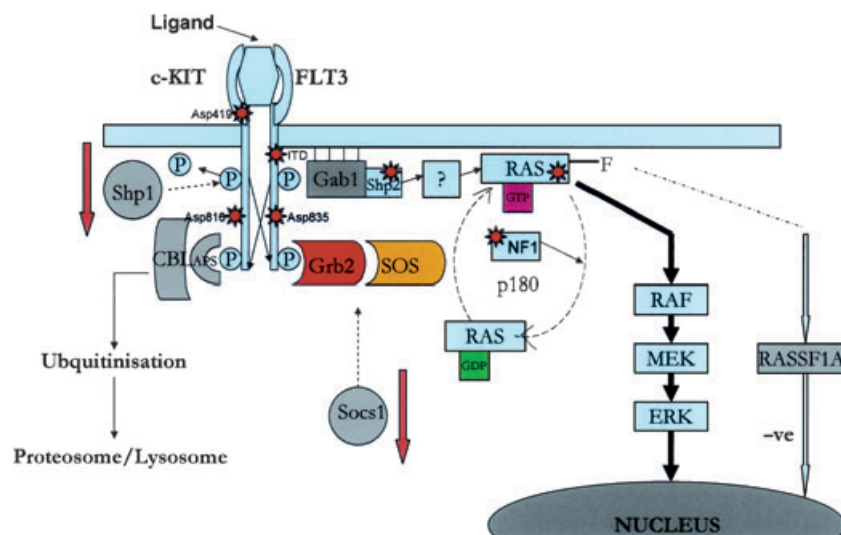 Ligand
c-KIT
FLT3
Asp419
ITD
P
P
P
Gab1
Shp2
?
RAS
F
GTP
Shp1
Asp816
Asp835
NF1
CBL
APS
P
P
Grb2
SOS
p180
RAF
RAS
GDP
Ubquitinisation
MEK
RASSF1A
Socs1
ERK
Proteosome/Lysosome
–ve
NUCLEUS